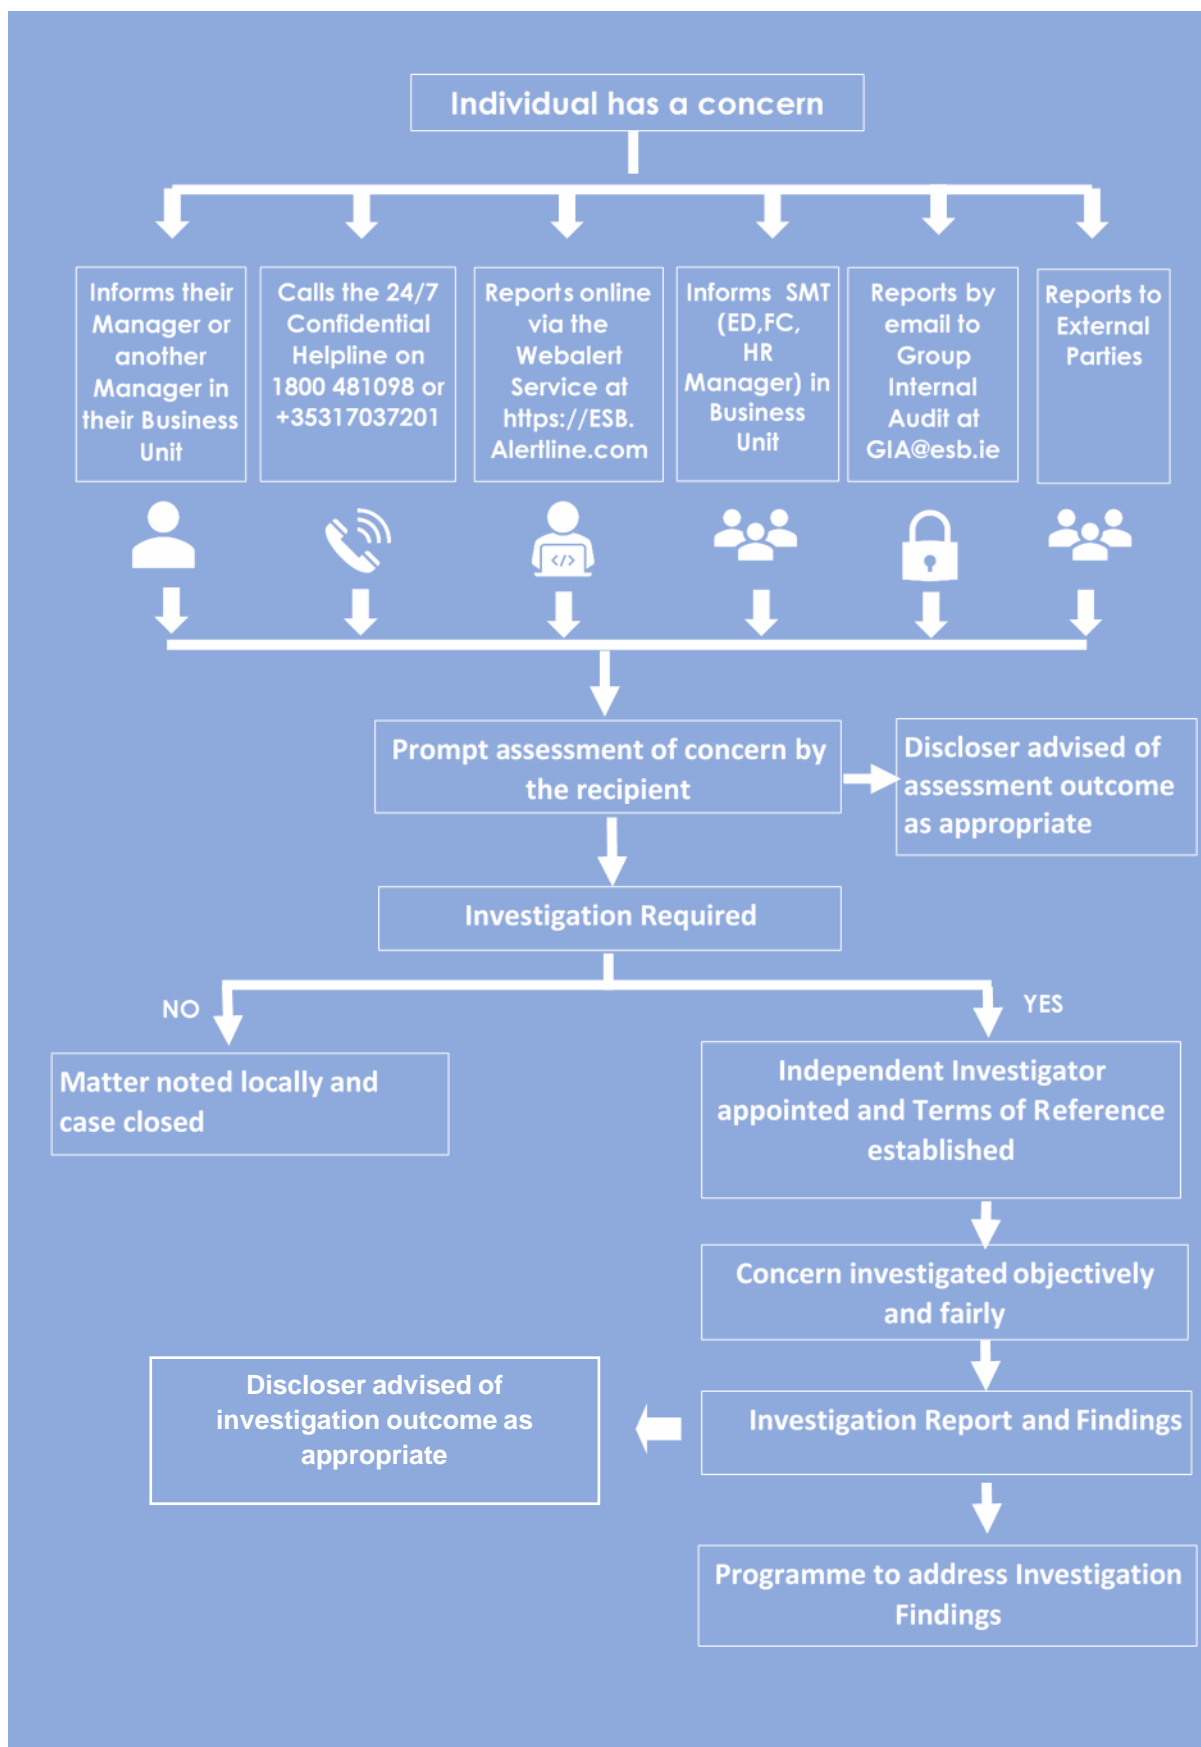 Individual has a concern
Informs their
Manager or
another
Manager in
their Business
Unit
Calls the 24/7
Confidential
Helpline on
1800 481098 or
+35317037201
Reports online
via the
Webalert
Service at
https://ESB.
Alertline.com
Informs SMT
(ED,FC,
HR
Manager) in
Business
Unit
Reports by
email to
Group
Internal
Audit at
GIA@esb.ie
Reports to
External
Parties
</>
Prompt assessment of concern by
the recipient
Discloser advised of
assessment outcome
as appropriate
Investigation Required
NO
YES
Matter noted locally and
case closed
Independent Investigator
appointed and Terms of Reference
established
Concern investigated objectively
and fairly
Discloser advised of
investigation outcome as
appropriate
Investigation Report and Findings
Programme to address Investigation
Findings